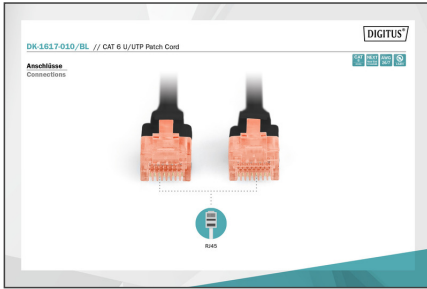 DIGITUS®
DK-1617-010/BL // CAT 6 U/UTP Patch Cord
Anschlüsse
Connections
RJ45